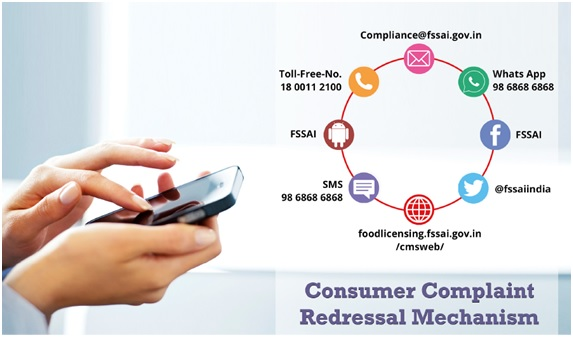 Compliance@fssai.gov.in
Toll-Free-No.
18 0011 2100
Whats App
98 6868 6868
FSSAI
FSSAI
SMS
98 6868 6868
@fssaiindia
foodlicensing.fssai.gov.in
/cmsweb/
Consumer Complaint
Redressal Mechanism